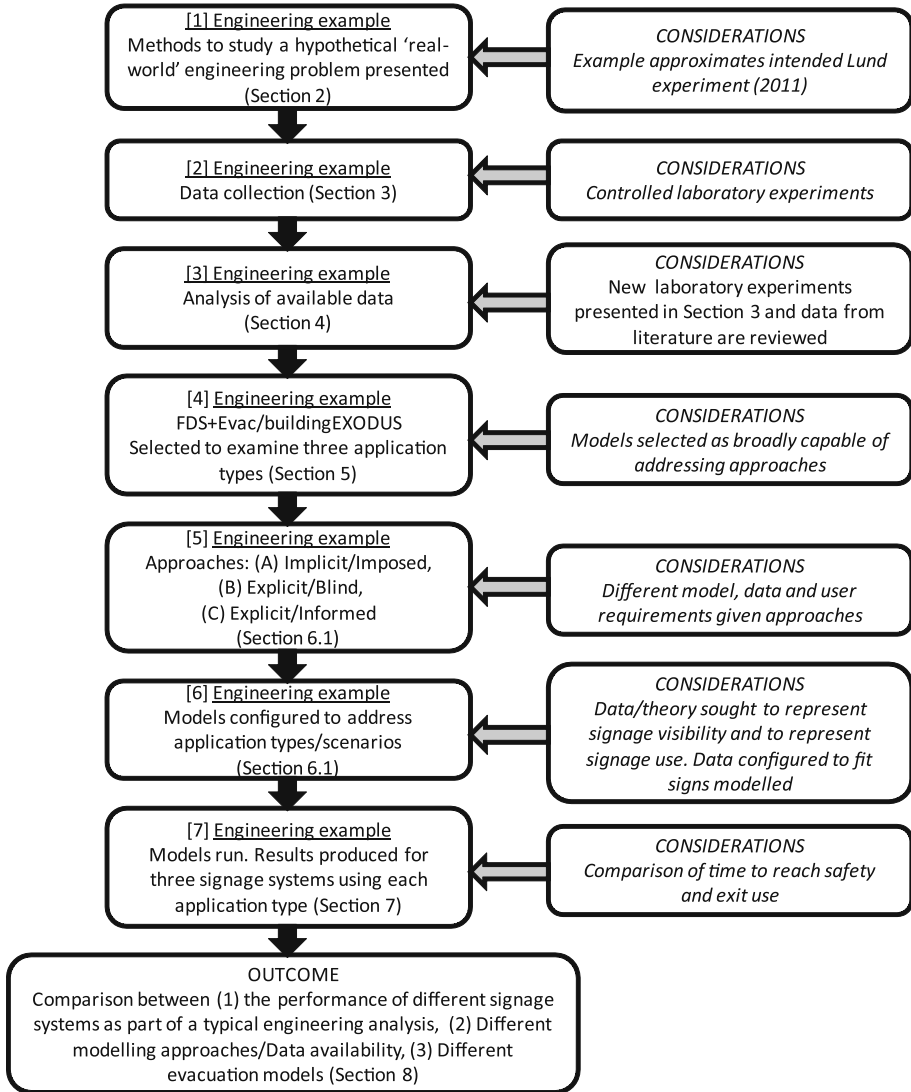 [1] Engineering example
Methods to study a hypothetical ‘real-
world’ engineering problem presented
(Section 2)
CONSIDERATIONS
Example approximates intended Lund
experiment (2011)
[2] Engineering example
Data collection (Section 3)
CONSIDERATIONS
Controlled laboratory experiments
[3] Engineering example
Analysis of available data
(Section 4)
CONSIDERATIONS
New laboratory experiments
presented in Section 3 and data from
literature are reviewed
[4] Engineering example
FDS+Evac/buildingEXODUS
Selected to examine three application
types (Section 5)
CONSIDERATIONS
Models selected as broadly capable of
addressing approaches
[5] Engineering example
Approaches: (A) Implicit/Imposed,
(B) Explicit/Blind,
(C) Explicit/Informed
(Section 6.1)
CONSIDERATIONS
Different model, data and user
requirements given approaches
[6] Engineering example
Models configured to address
application types/scenarios
(Section 6.1)
CONSIDERATIONS
Data/theory sought to represent
signage visibility and to represent
signage use. Data configured to fit
signs modelled
[7] Engineering example
Models run. Results produced for
three signage systems using each
application type (Section 7)
CONSIDERATIONS
Comparison of time to reach safety
and exit use
OUTCOME
Comparison between (1) the performance of different signage
systems as part of a typical engineering analysis, (2) Different
modelling approaches/Data availability, (3) Different
evacuation models (Section 8)